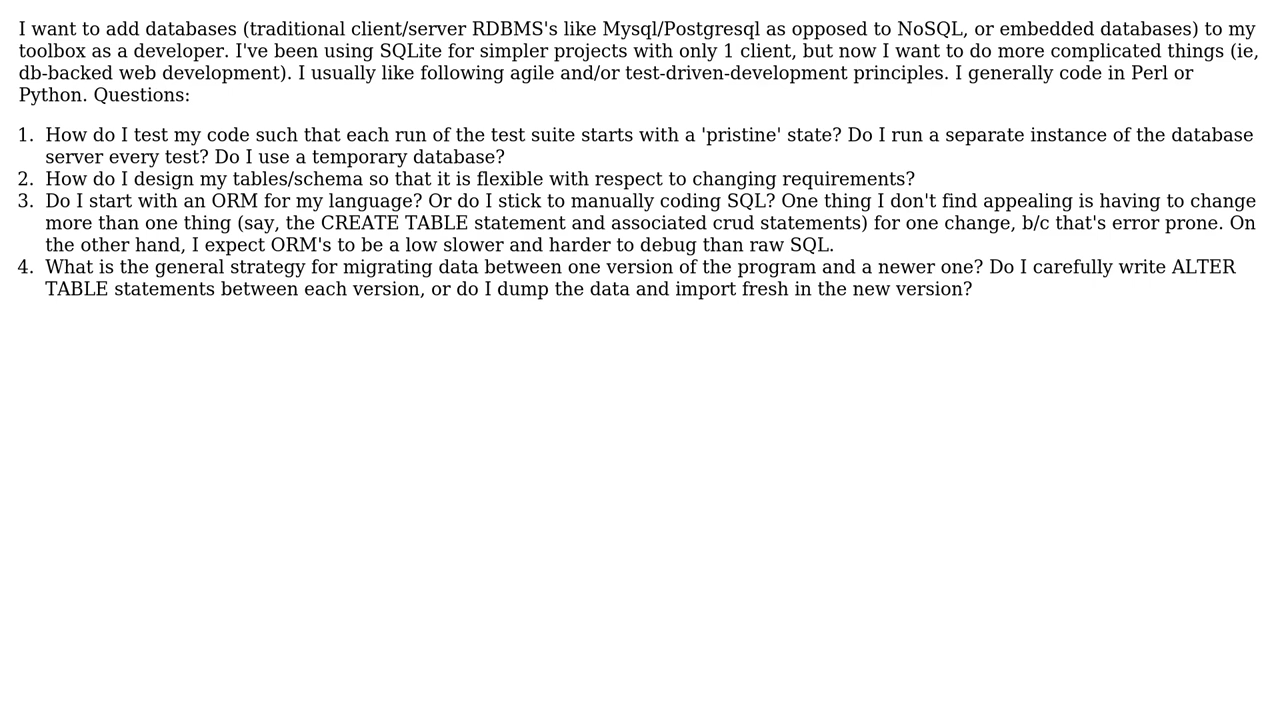 I want to add databases (traditional client/server RDBMS's like Mysql/Postgresql as opposed to NoSQL, or embedded databases) to my
toolbox as a developer. I've been using SQLite for simpler projects with only 1 client, but now I want to do more complicated things (ie,
db-backed web development). I usually like following agile and/or test-driven-development principles. I generally code in Perl or
Python. Questions:
1. How do I test my code such that each run of the test suite starts with a 'pristine' state? Do I run a separate instance of the database
server every test? Do I use a temporary database?
2. How do I design my tables/schema so that it is flexible with respect to changing requirements?
3. Do I start with an ORM for my language? Or do I stick to manually coding SQL? One thing I don't find appealing is having to change
more than one thing (say, the CREATE TABLE statement and associated crud statements) for one change, b/c that's error prone. On
the other hand, I expect ORM's to be a low slower and harder to debug than raw SQL.
4. What is the general strategy for migrating data between one version of the program and a newer one? Do I carefully write ALTER
TABLE statements between each version, or do I dump the data and import fresh in the new version?